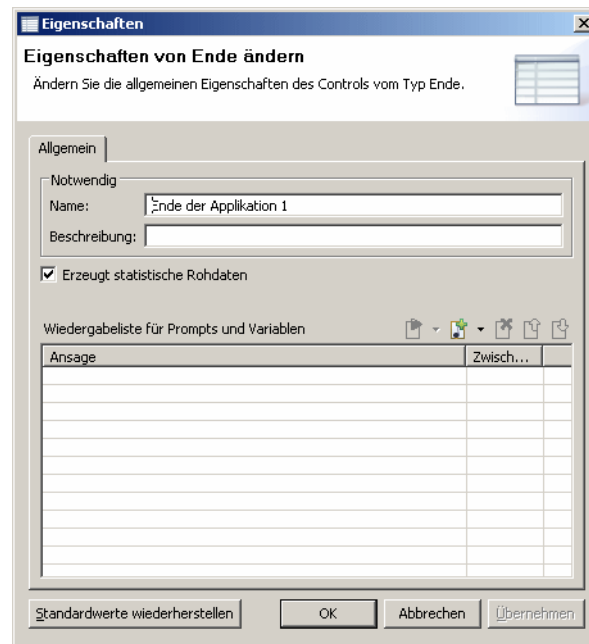 Eigenschaften
Eigenschaften von Ende ändern
Ändern Sie die allgemeinen Eigenschaften des Controls vom Typ Ende.
Allgemein
Notwendig
Name: Ende der Applikation 1
Beschreibung:
Erzeugt statistische Rohdaten
Wiedergabeliste für Prompts und Variablen
Ansage Zwisch...
Standardwerte wiederherstellen OK Abbrechen Übernehmen